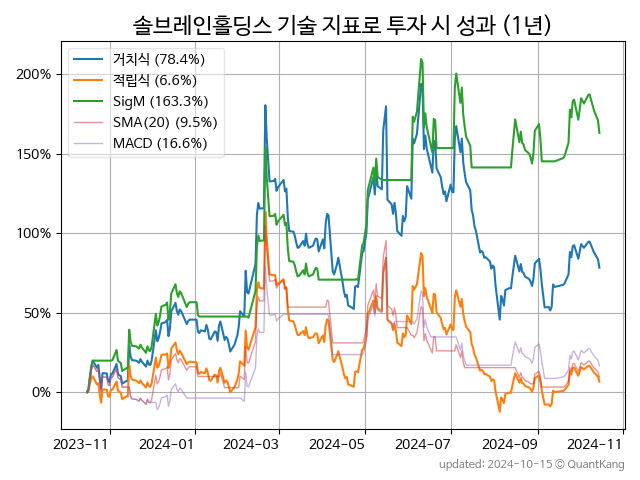 솔브레인홀딩스 기술 지표로 투자 시 성과 (1년)
거치식 (78.4%)
적립식 (6.6%)
SigM (163.3%)
SMA(20) (9.5%)
MACD (16.6%)
200%
150%
100%
50%
0%
2023-11 2024-01 2024-03 2024-05 2024-07 2024-09 2024-11
updated: 2024-10-15 © QuantKang